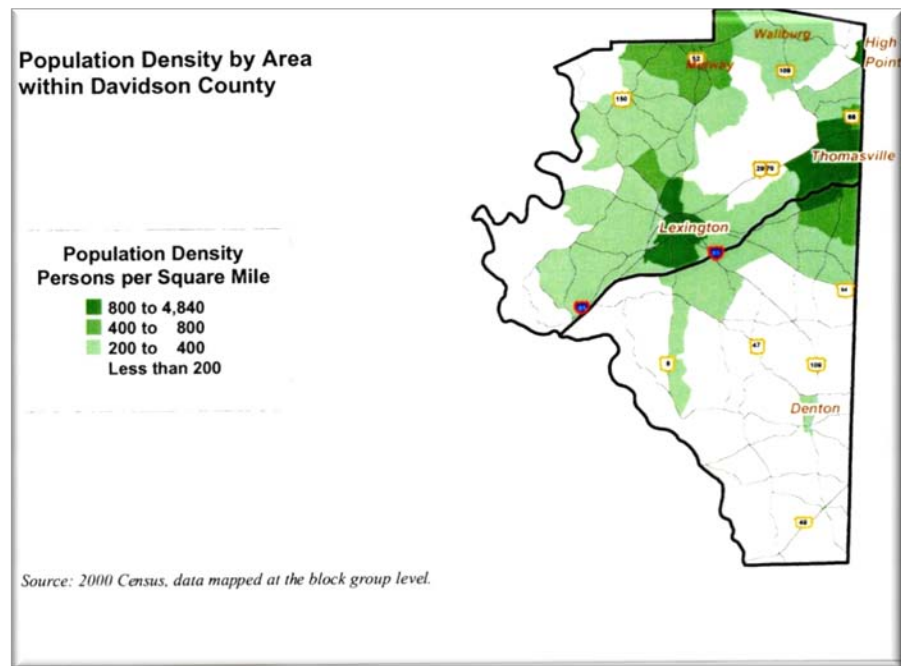 Population Density by Area
within Davidson County
Population Density
Persons per Square Mile
800 to 4,840
400 to 800
200 to 400
Less than 200
Source: 2000 Census, data mapped at the block group level.
Wallburg
High
Point
52
Midway
109
150
68
Thomasville
29 70
Lexington
85
85
64
8
47
109
Denton
49